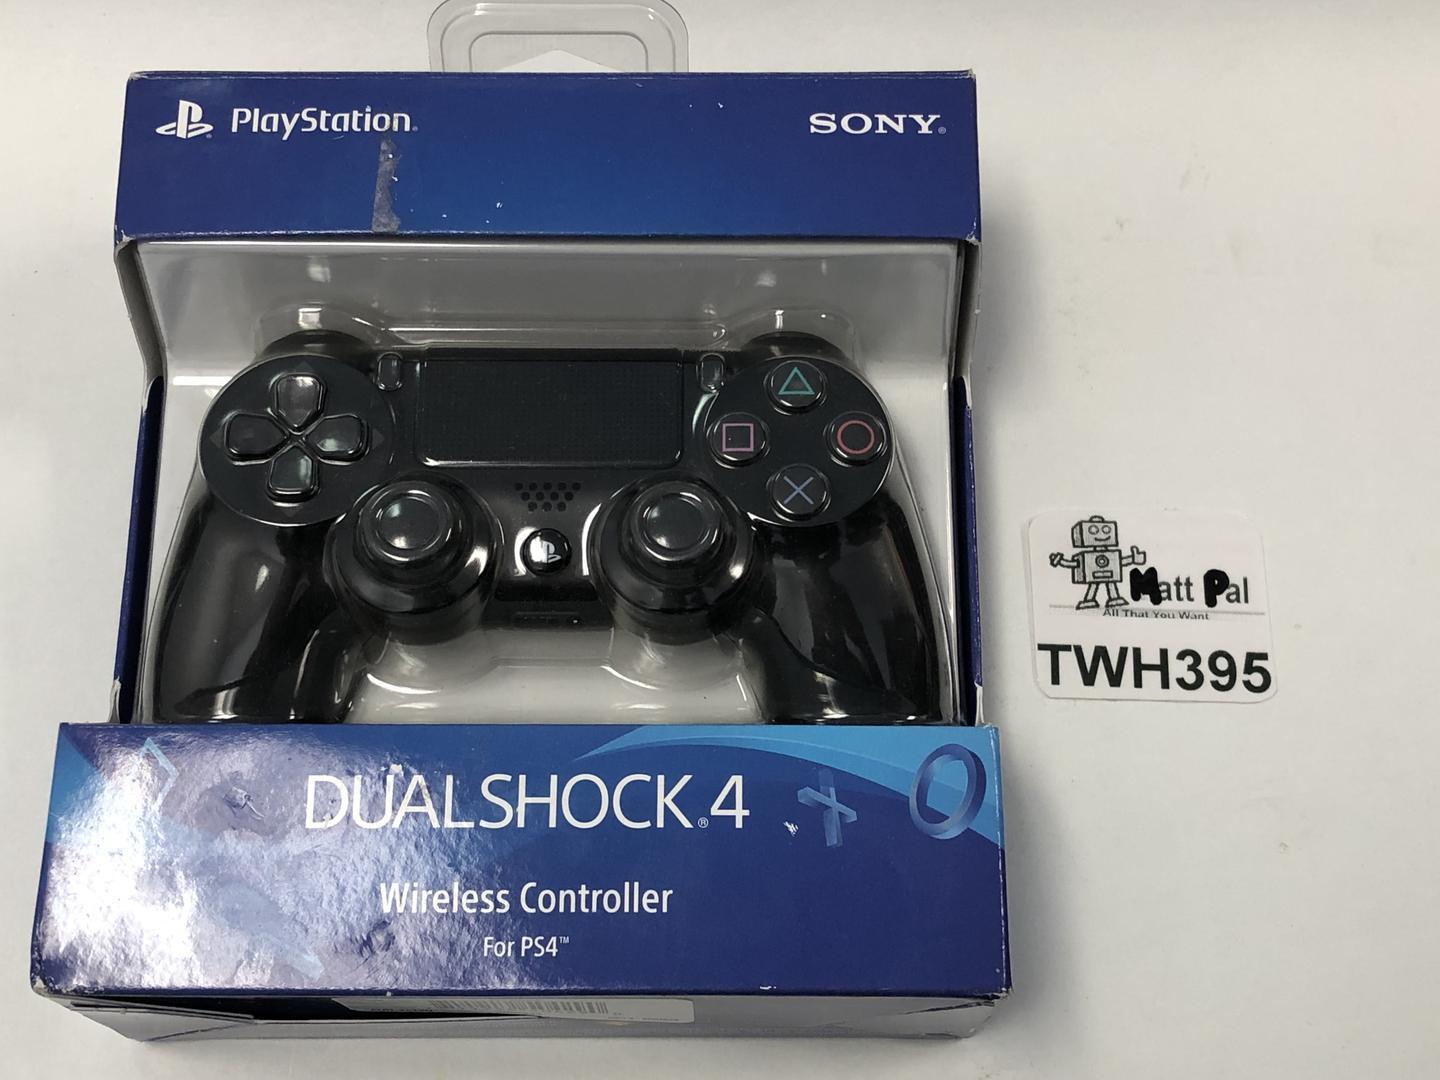 PlayStation®
SONY®
DUALSHOCK®4
Wireless Controller
For PS4™
Matt Pal
All That You Want
TWH395